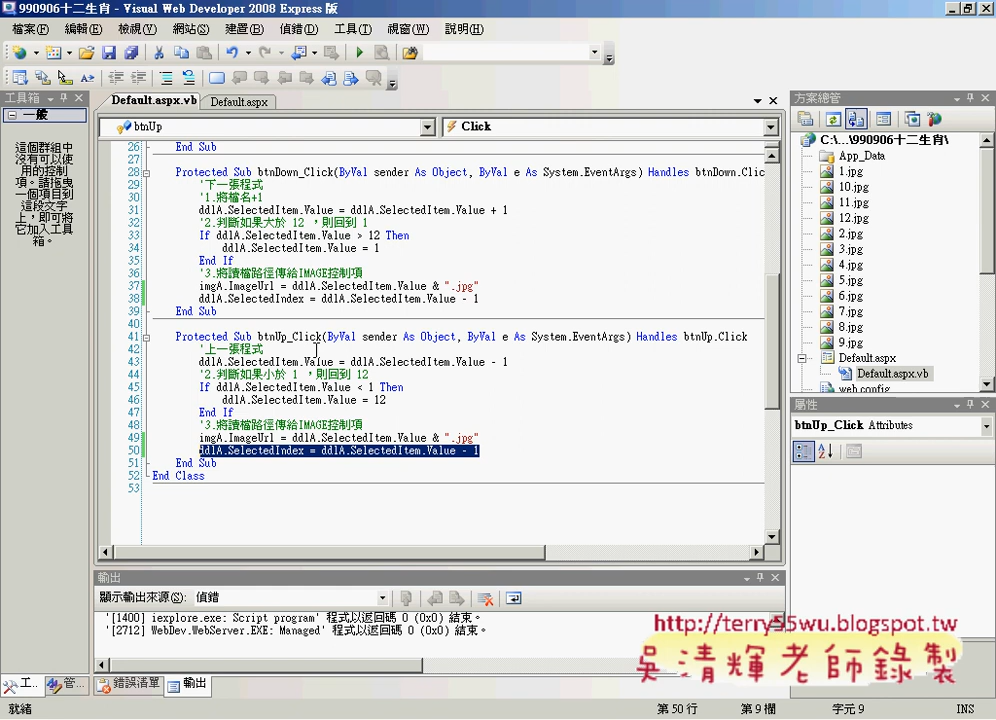 990906十二生肖 - Visual Web Developer 2008 Express 版
檔案(F) 編輯(E) 檢視(V) 網站(S) 建置(B) 偵錯(D) 工具(T) 視窗(W) 說明(H)
工具箱
Default.aspx.vb Default.aspx
方案總管
一般
btnUp Click
這個群組中
沒有可以使
用的控制
項。請拖曳
一個項目到
這段文字
上，即可將
它加入工具
箱。
26 End Sub
27
28 Protected Sub btnDown_Click(ByVal sender As Object, ByVal e As System.EventArgs) Handles btnDown.Clic
29 '下一張程式
30 '1.將檔名+1
31 ddlA.SelectedItem.Value = ddlA.SelectedItem.Value + 1
32 '2.判斷如果大於 12 ，則回到 1
33 If ddlA.SelectedItem.Value > 12 Then
34 ddlA.SelectedItem.Value = 1
35 End If
36 '3.將讀檔路徑傳給IMAGE控制項
37 imgA.ImageUrl = ddlA.SelectedItem.Value & ".jpg"
38 ddlA.SelectedIndex = ddlA.SelectedItem.Value - 1
39 End Sub
40
41 Protected Sub btnUp_Click(ByVal sender As Object, ByVal e As System.EventArgs) Handles btnUp.Click
42 '上一張程式
43 ddlA.SelectedItem.Value = ddlA.SelectedItem.Value - 1
44 '2.判斷如果小於 1 ，則回到 12
45 If ddlA.SelectedItem.Value < 1 Then
46 ddlA.SelectedItem.Value = 12
47 End If
48 '3.將讀檔路徑傳給IMAGE控制項
49 imgA.ImageUrl = ddlA.SelectedItem.Value & ".jpg"
50 ddlA.SelectedIndex = ddlA.SelectedItem.Value - 1
51 End Sub
52 End Class
53
C:\...\990906十二生肖\
App_Data
1.jpg
10.jpg
11.jpg
12.jpg
2.jpg
3.jpg
4.jpg
5.jpg
6.jpg
7.jpg
8.jpg
9.jpg
Default.aspx
Default.aspx.vb
web.config
屬性
btnUp_Click Attributes
輸出
顯示輸出來源(S): 偵錯
'[1400] iexplore.exe: Script program' 程式以返回碼 0 (0x0) 結束。
'[2712] WebDev.WebServer.EXE: Managed' 程式以返回碼 0 (0x0) 結束。
http://terry55wu.blogspot.tw
吳清輝老師錄製
工... 管... 錯誤清單 輸出
就緒 第 50 行 第 9 欄 字元 9 INS